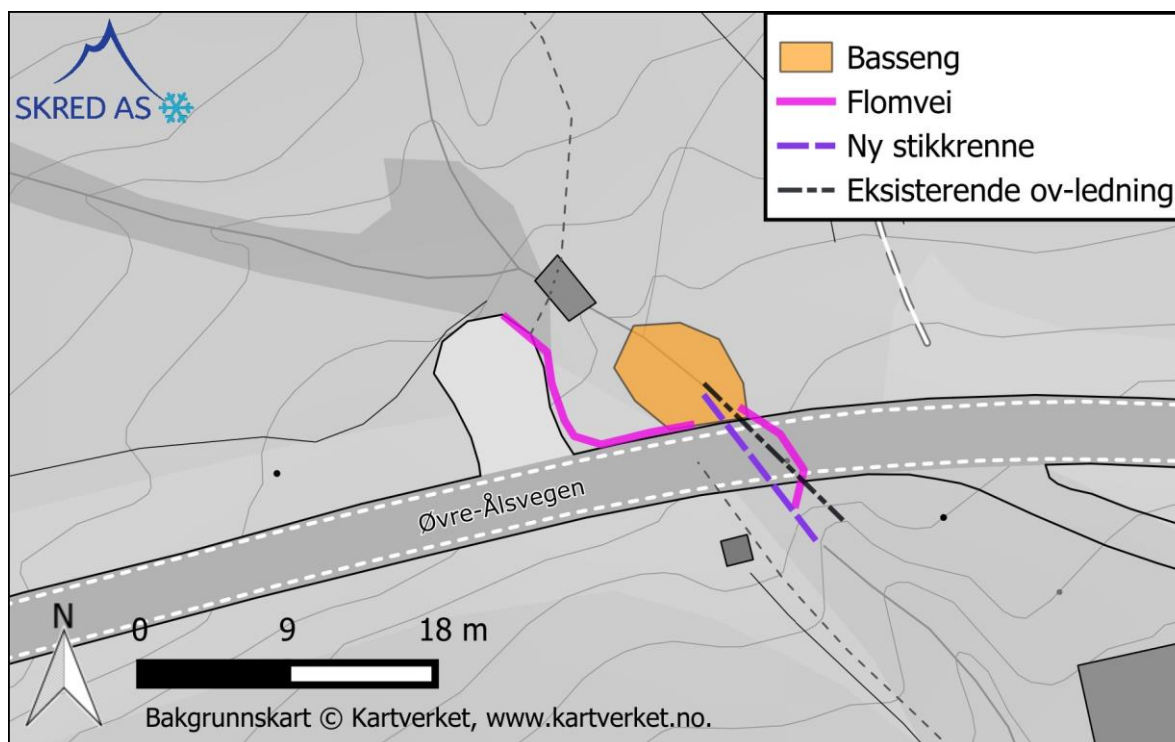 SKRED AS
Basseng
Flomvei
Ny stikkrenne
Eksisterende ov-ledning
Øvre-Ålsvegen
N
0 9 18 m
Bakgrunnskart © Kartverket, www.kartverket.no.